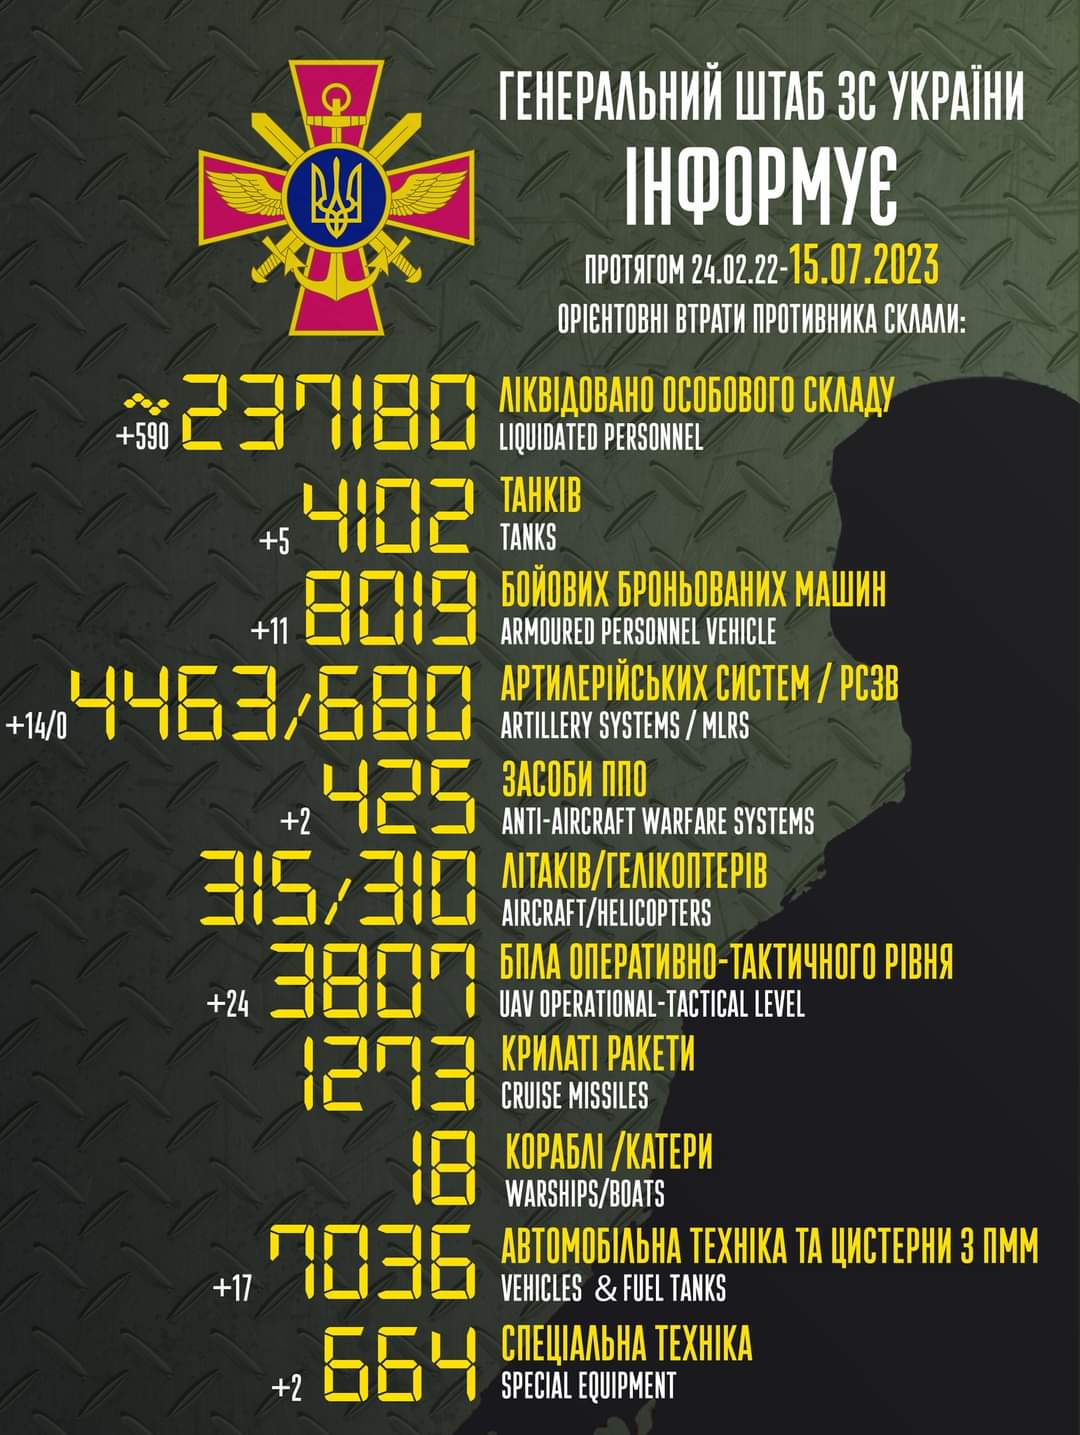 ГЕНЕРАЛЬНИЙ ШТАБ ЗС УКРАЇНИ
ІНФОРМУЄ
ПРОТЯГОМ 24.02.22-15.07.2023
ОРІЄНТОВНІ ВТРАТИ ПРОТИВНИКА СКЛАЛИ:
+590 ~237180 ЛІКВІДОВАНО ОСОБОВОГО СКЛАДУ
LIQUIDATED PERSONNEL
+5 4102 ТАНКІВ
TANKS
+11 8019 БОЙОВИХ БРОНЬОВАНИХ МАШИН
ARMOURED PERSONNEL VEHICLE
+14/0 4463/680 АРТИЛЕРІЙСЬКИХ СИСТЕМ / РСЗВ
ARTILLERY SYSTEMS / MLRS
+2 425 ЗАСОБИ ППО
ANTI-AIRCRAFT WARFARE SYSTEMS
315/310 ЛІТАКІВ/ГЕЛІКОПТЕРІВ
AIRCRAFT/HELICOPTERS
+24 3807 БПЛА ОПЕРАТИВНО-ТАКТИЧНОГО РІВНЯ
UAV OPERATIONAL-TACTICAL LEVEL
1273 КРИЛАТІ РАКЕТИ
CRUISE MISSILES
18 КОРАБЛІ /КАТЕРИ
WARSHIPS/BOATS
+17 7036 АВТОМОБІЛЬНА ТЕХНІКА ТА ЦИСТЕРНИ З ПММ
VEHICLES & FUEL TANKS
+2 664 СПЕЦІАЛЬНА ТЕХНІКА
SPECIAL EQUIPMENT